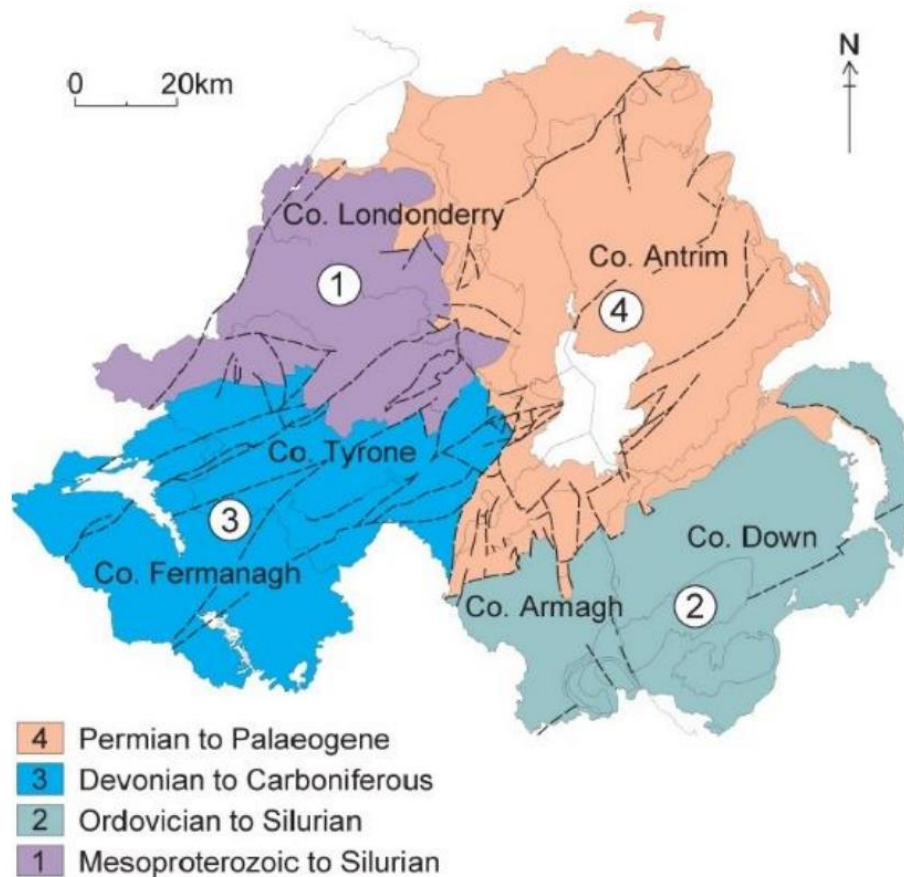 N
0 20km
Co. Londonderry
Co. Antrim
1
4
Co. Tyrone
3
Co. Down
Co. Fermanagh
Co. Armagh
2
4 Permian to Palaeogene
3 Devonian to Carboniferous
2 Ordovician to Silurian
1 Mesoproterozoic to Silurian